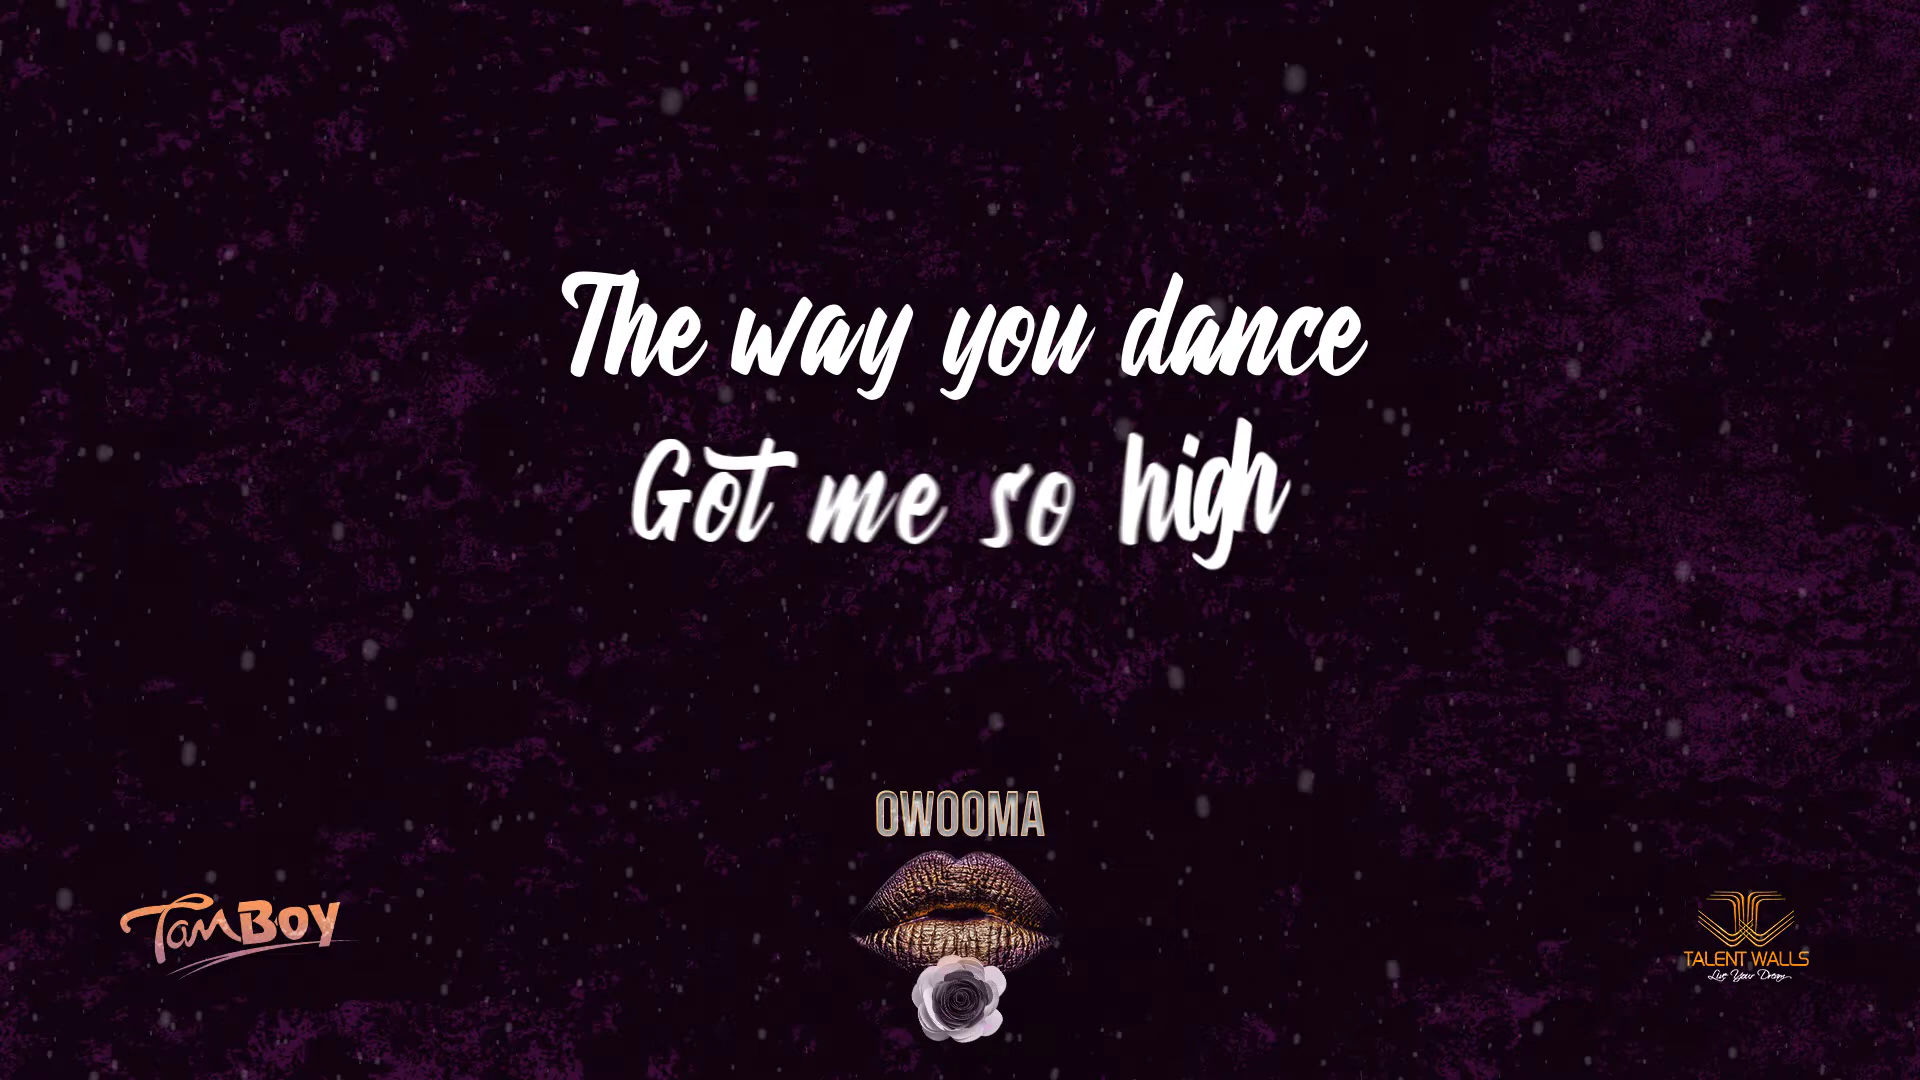 The way you dance
Got me so high
OWOOMA
TamBoy
TALENT WALLS
Live Your Dream